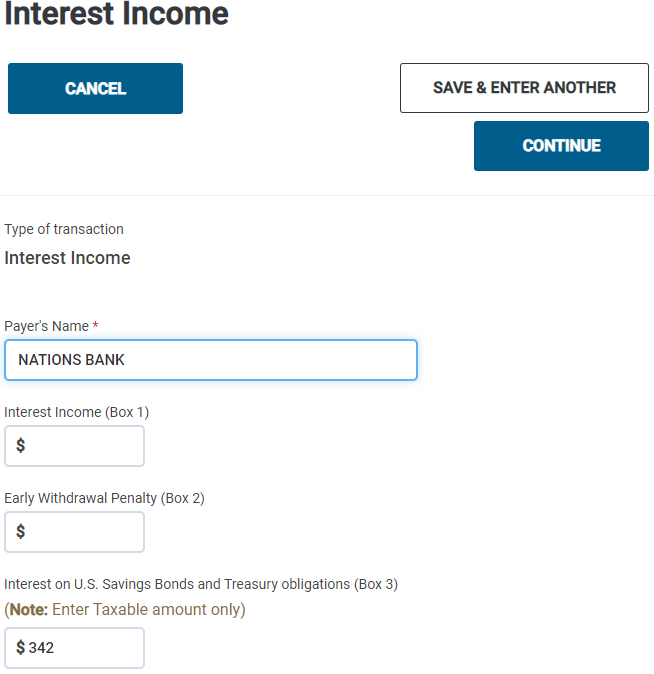 Interest Income
CANCEL
SAVE & ENTER ANOTHER
CONTINUE
Type of transaction
Interest Income
Payer's Name *
NATIONS BANK
Interest Income (Box 1)
$
Early Withdrawal Penalty (Box 2)
$
Interest on U.S. Savings Bonds and Treasury obligations (Box 3)
(Note: Enter Taxable amount only)
$ 342